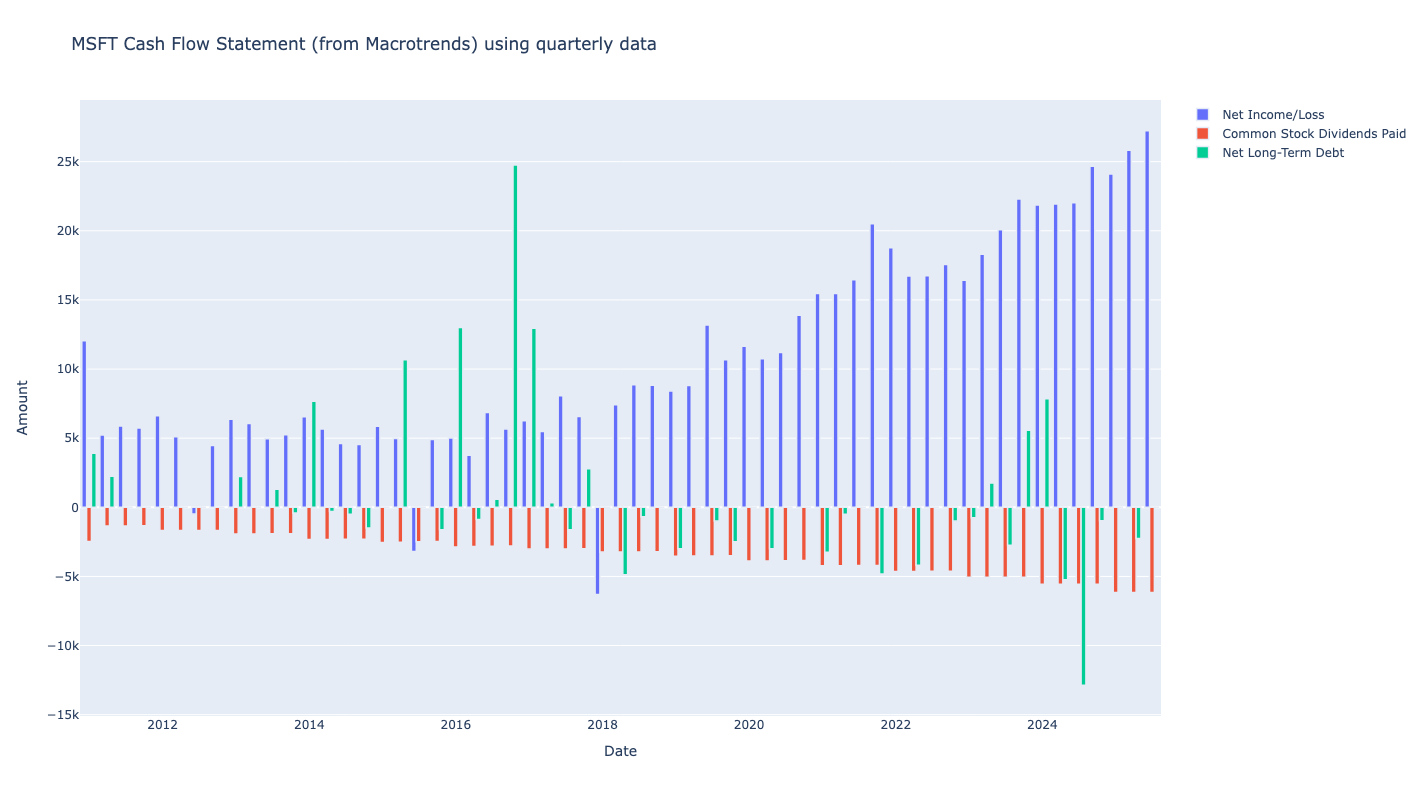 MSFT Cash Flow Statement (from Macrotrends) using quarterly data
Net Income/Loss
Common Stock Dividends Paid
Net Long-Term Debt
Amount
25k
20k
15k
10k
5k
0
−5k
−10k
−15k
2012 2014 2016 2018 2020 2022 2024
Date